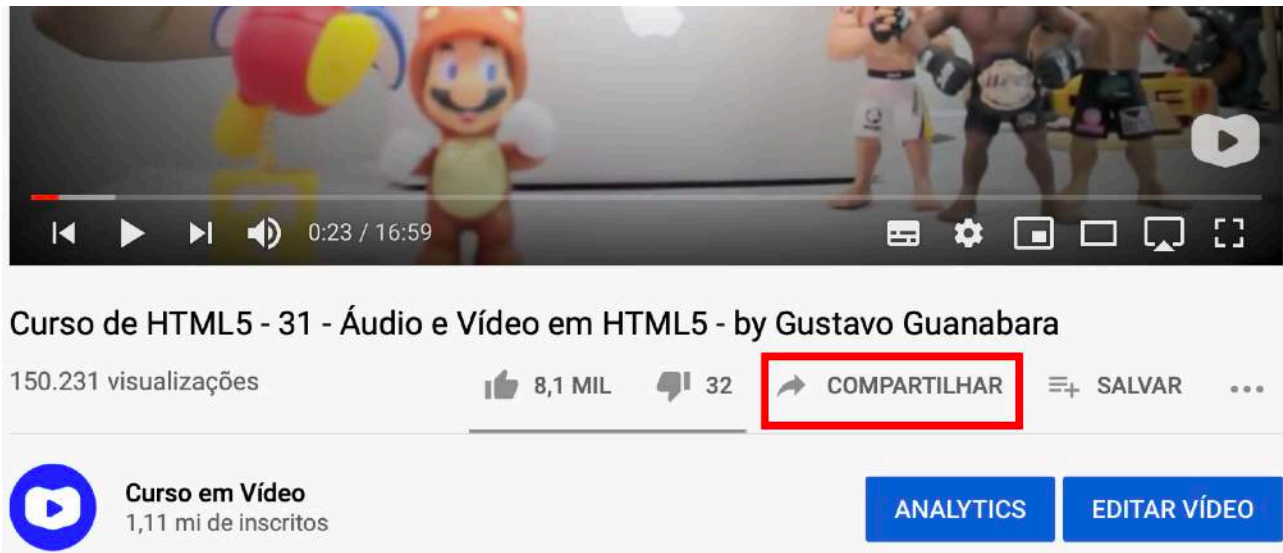 0:23 / 16:59
Curso de HTML5 - 31 - Áudio e Vídeo em HTML5 - by Gustavo Guanabara
150.231 visualizações 8,1 MIL 32 COMPARTILHAR SALVAR
Curso em Vídeo
1,11 mi de inscritos
ANALYTICS EDITAR VÍDEO